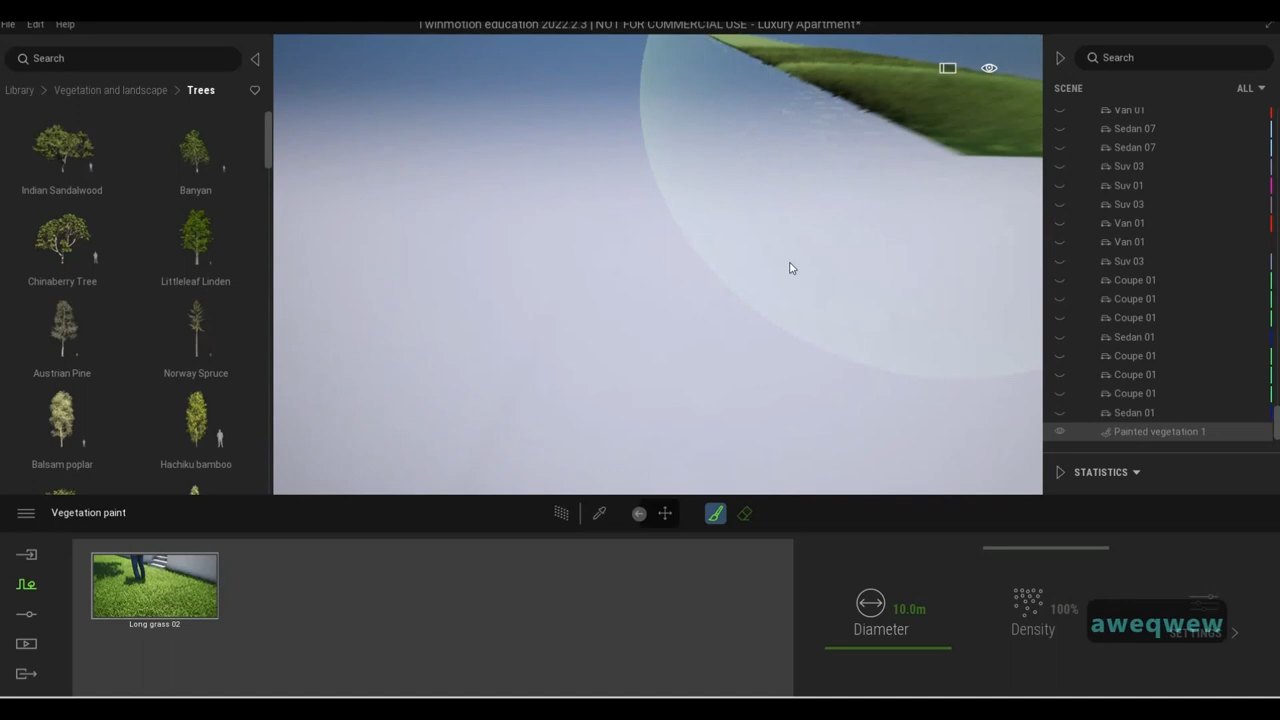 Twinmotion education 2022.2.3 | NOT FOR COMMERCIAL USE - Luxury Apartment*
File Edit Help
Search
Library Vegetation and landscape Trees
Indian Sandalwood Banyan
Chinaberry Tree Littleleaf Linden
Austrian Pine Norway Spruce
Balsam poplar Hachiku bamboo
Search
SCENE ALL
Van 01
Sedan 07
Sedan 07
Suv 03
Suv 01
Suv 03
Van 01
Van 01
Suv 03
Coupe 01
Coupe 01
Coupe 01
Sedan 01
Coupe 01
Coupe 01
Coupe 01
Sedan 01
Painted vegetation 1
STATISTICS
Vegetation paint
Long grass 02
10.0m
Diameter
100%
Density
aweqwew
SETTINGS